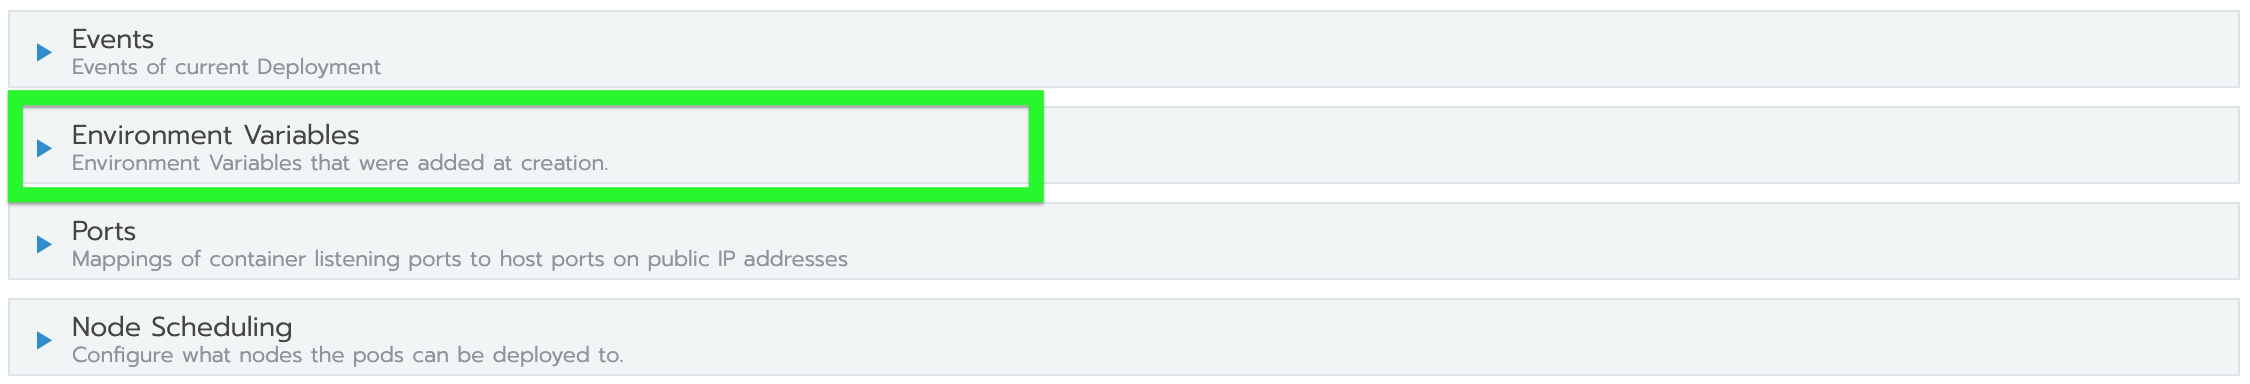 Events
Events of current Deployment
Environment Variables
Environment Variables that were added at creation.
Ports
Mappings of container listening ports to host ports on public IP addresses
Node Scheduling
Configure what nodes the pods can be deployed to.